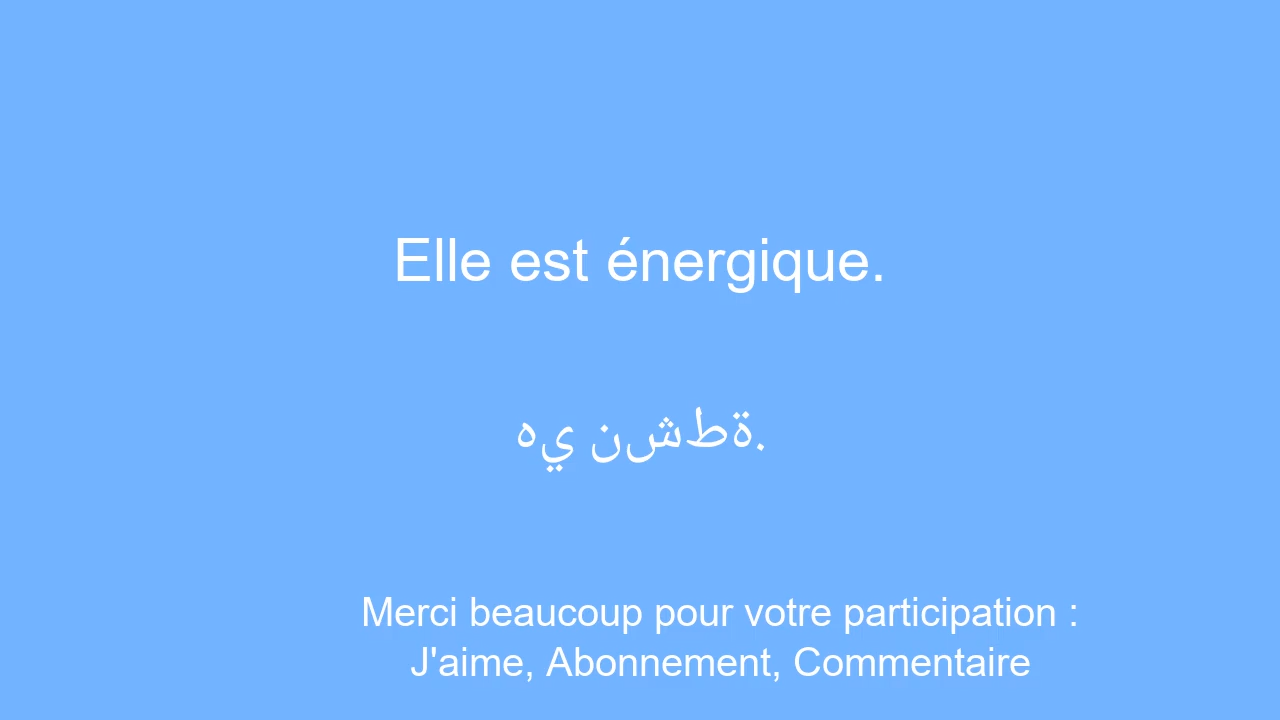 Elle est énergique.
هي نشطة.
Merci beaucoup pour votre participation :
J'aime, Abonnement, Commentaire